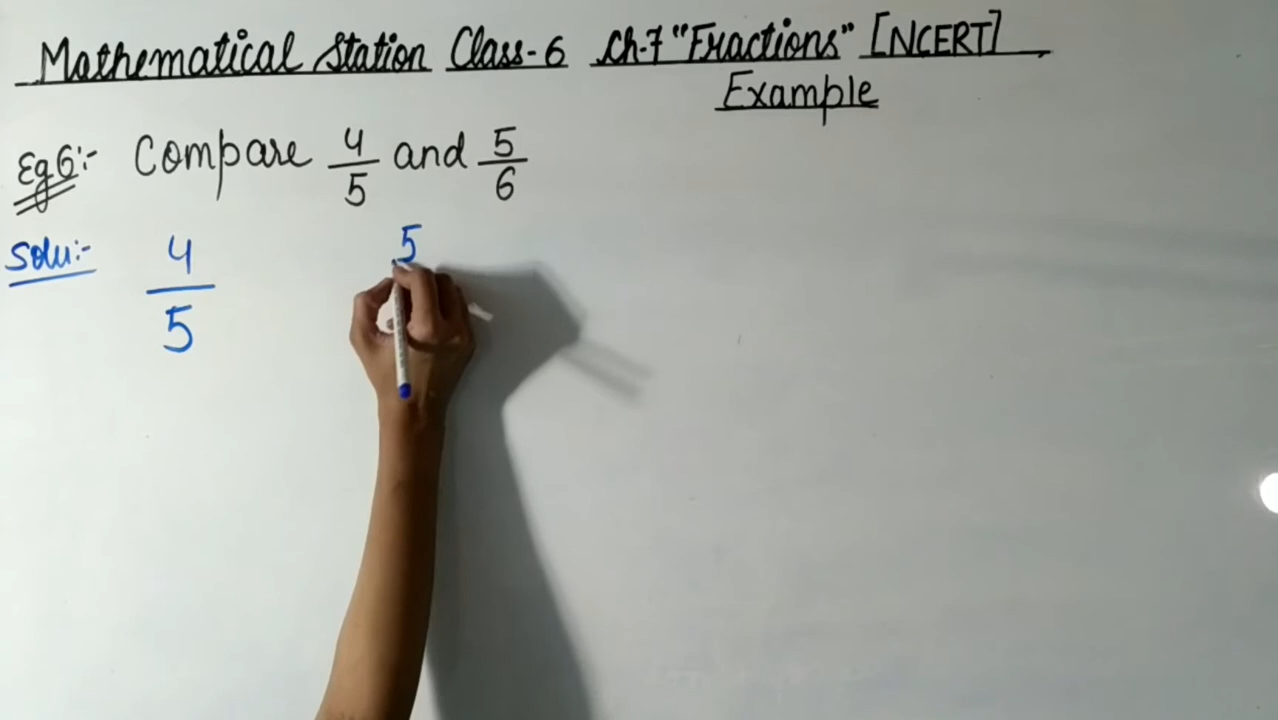 Mathematical Station Class-6 Ch-7 "Fractions" [NCERT]
Example
Eg 6:- Compare 4/5 and 5/6
Solu:- 4/5 5